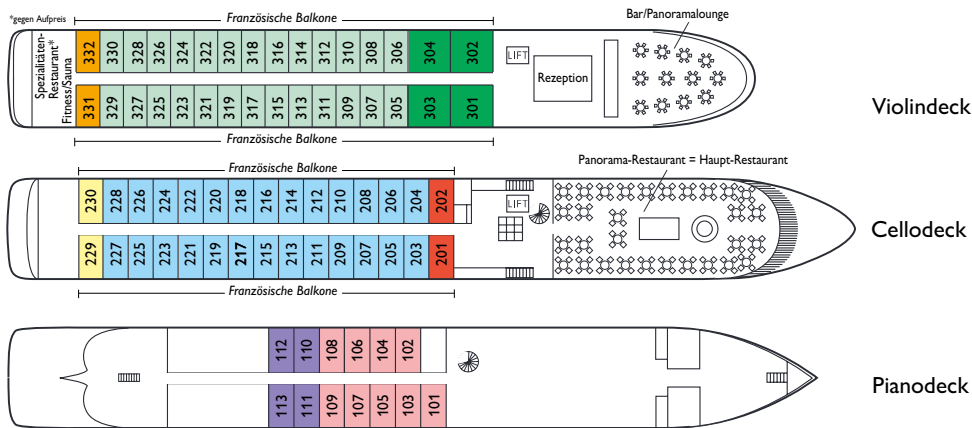 *gegen Aufpreis
Französische Balkone
Bar/Panoramalounge
Spezialitäten-
Restaurant*
Fitness/Sauna
332 330 328 326 324 322 320 318 316 314 312 310 308 306 304 302
LIFT
Rezeption
331 329 327 325 323 321 319 317 315 313 311 309 307 305 303 301
Violindeck
Französische Balkone
Französische Balkone
Panorama-Restaurant = Haupt-Restaurant
230 228 226 224 222 220 218 216 214 212 210 208 206 204 202
LIFT
229 227 225 223 221 219 217 215 213 211 209 207 205 203 201
Cellodeck
Französische Balkone
112 110 108 106 104 102
113 111 109 107 105 103 101
Pianodeck